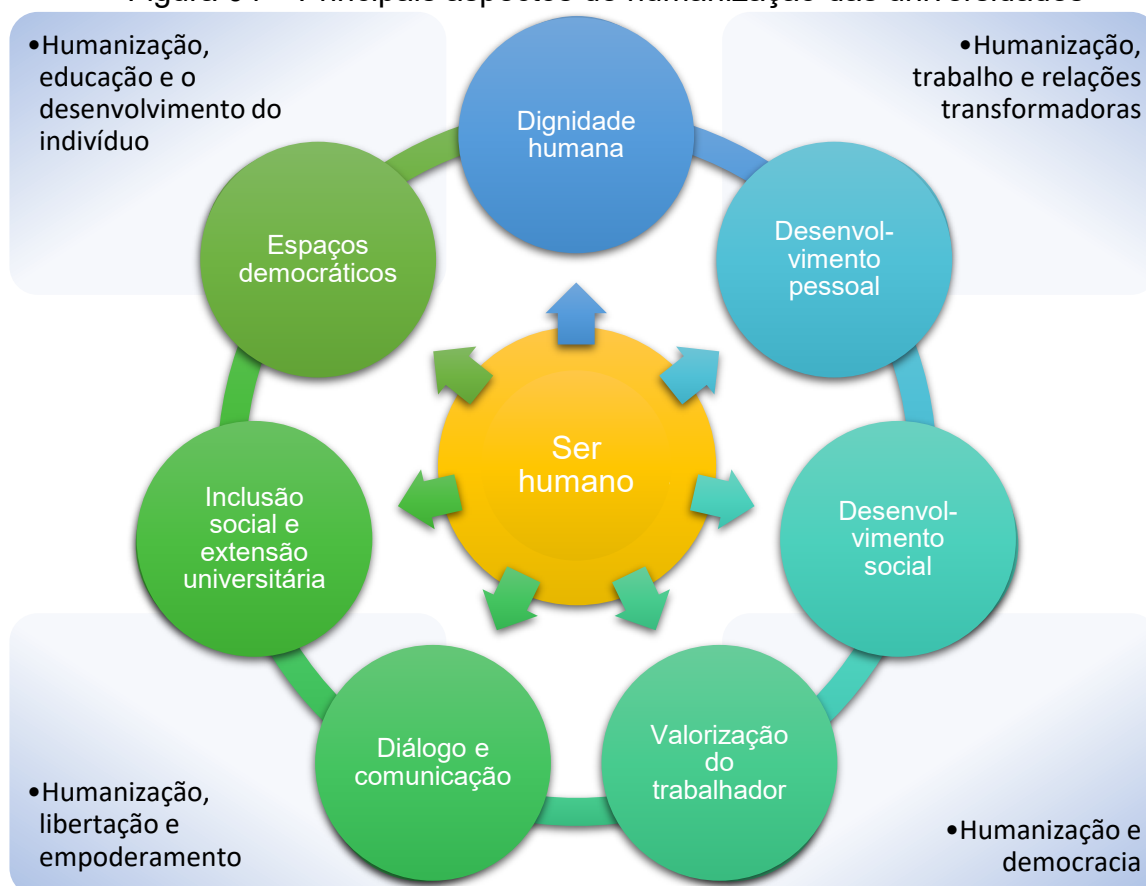 •Humanização,
educação e o
desenvolvimento do
indivíduo
•Humanização,
trabalho e relações
transformadoras
Dignidade
humana
Desenvol-
vimento
pessoal
Desenvol-
vimento
social
Valorização
do
trabalhador
Diálogo e
comunicação
Inclusão
social e
extensão
universitária
Espaços
democráticos
Ser
humano
•Humanização,
libertação e
empoderamento
•Humanização e
democracia